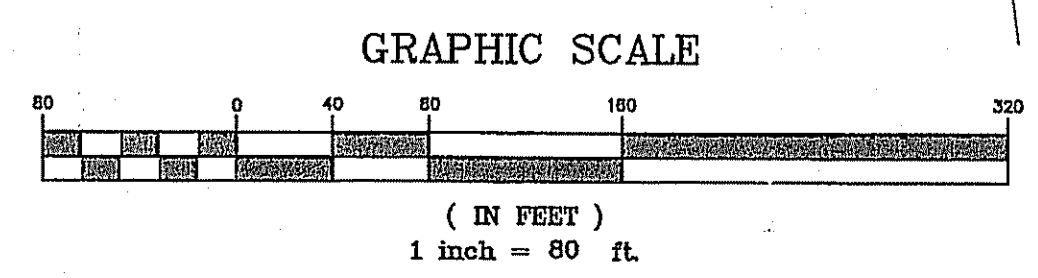 GRAPHIC SCALE
80 0 40 80 160 320
( IN FEET )
1 inch = 80 ft.